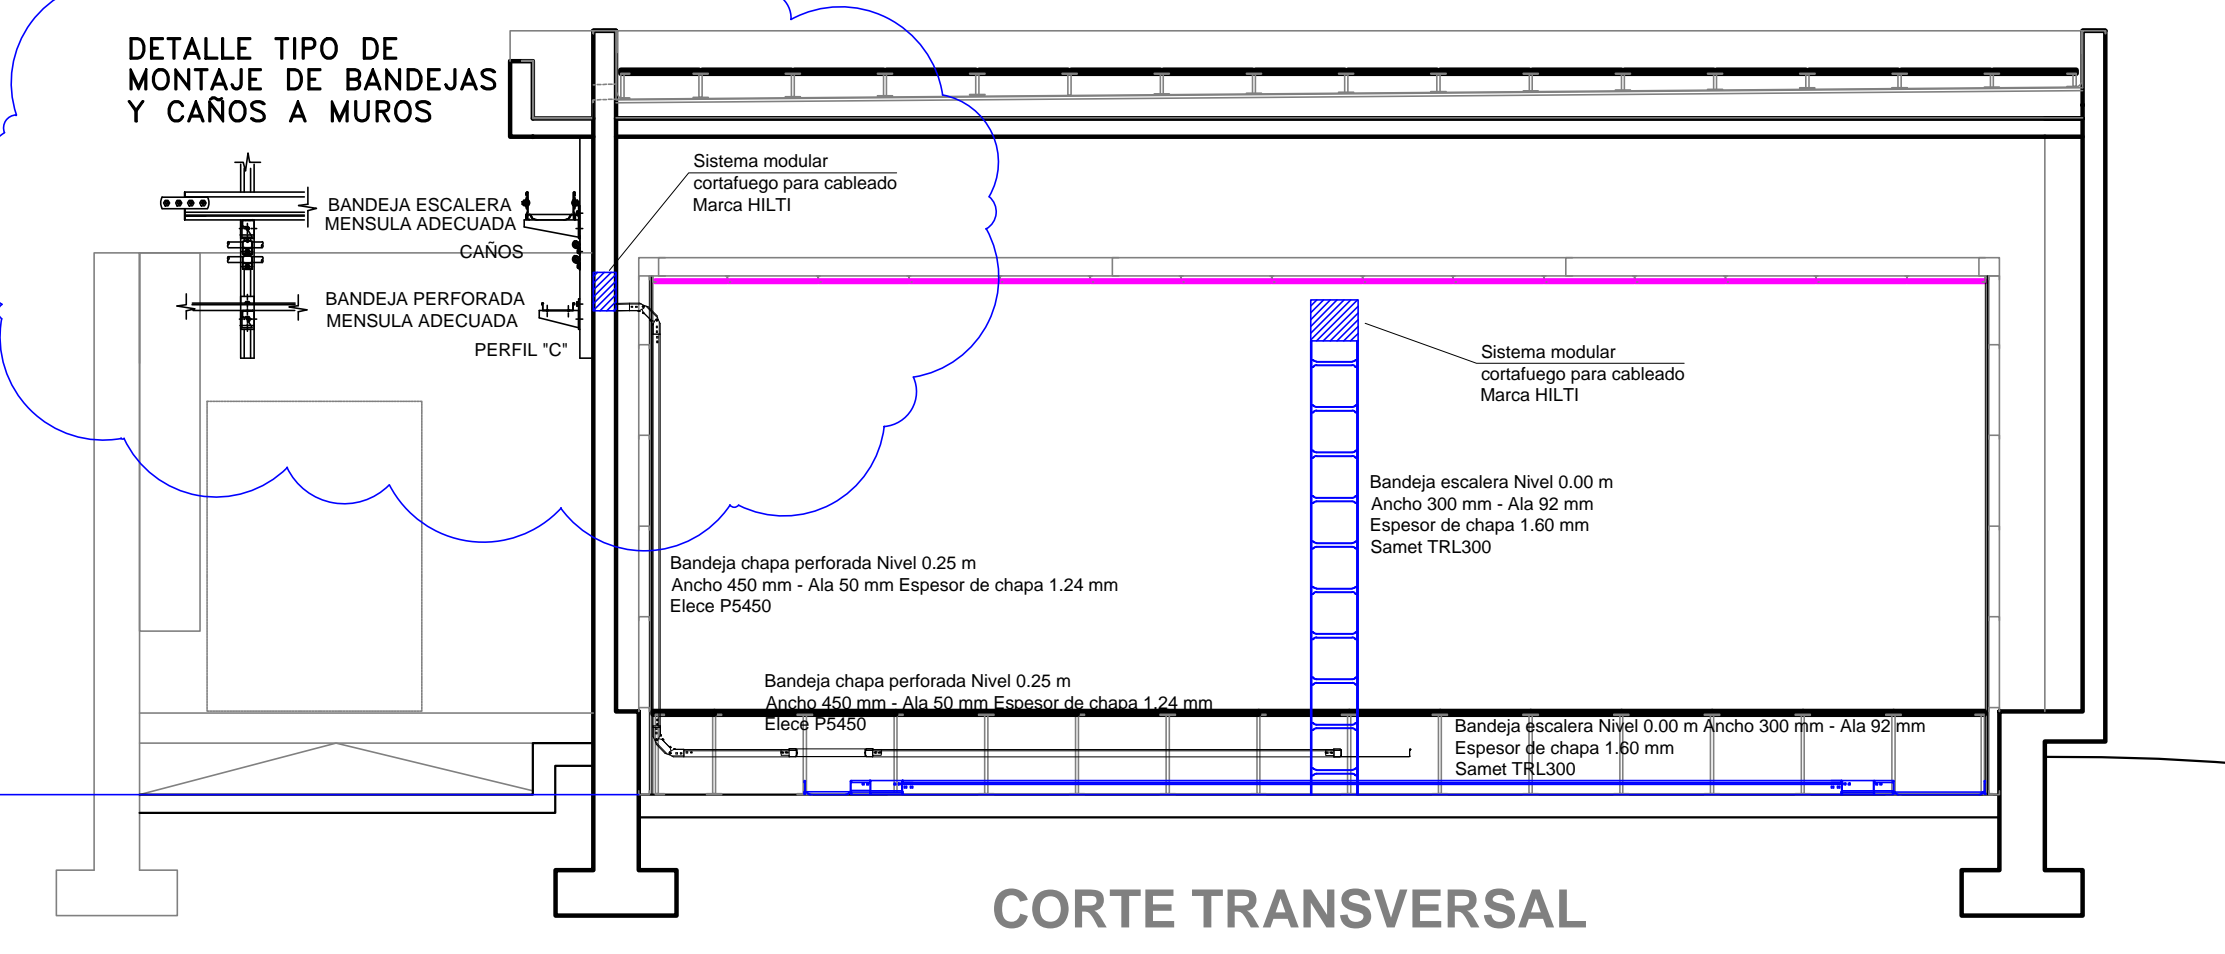 DETALLE TIPO DE
MONTAJE DE BANDEJAS
Y CAÑOS A MUROS
BANDEJA ESCALERA
MENSULA ADECUADA
CAÑOS
BANDEJA PERFORADA
MENSULA ADECUADA
PERFIL "C"
Sistema modular
cortafuego para cableado
Marca HILTI
Sistema modular
cortafuego para cableado
Marca HILTI
Bandeja escalera Nivel 0.00 m
Ancho 300 mm - Ala 92 mm
Espesor de chapa 1.60 mm
Samet TRL300
Bandeja chapa perforada Nivel 0.25 m
Ancho 450 mm - Ala 50 mm Espesor de chapa 1.24 mm
Elece P5450
Bandeja chapa perforada Nivel 0.25 m
Ancho 450 mm - Ala 50 mm Espesor de chapa 1.24 mm
Elece P5450
Bandeja escalera Nivel 0.00 m Ancho 300 mm - Ala 92 mm
Espesor de chapa 1.60 mm
Samet TRL300
CORTE TRANSVERSAL